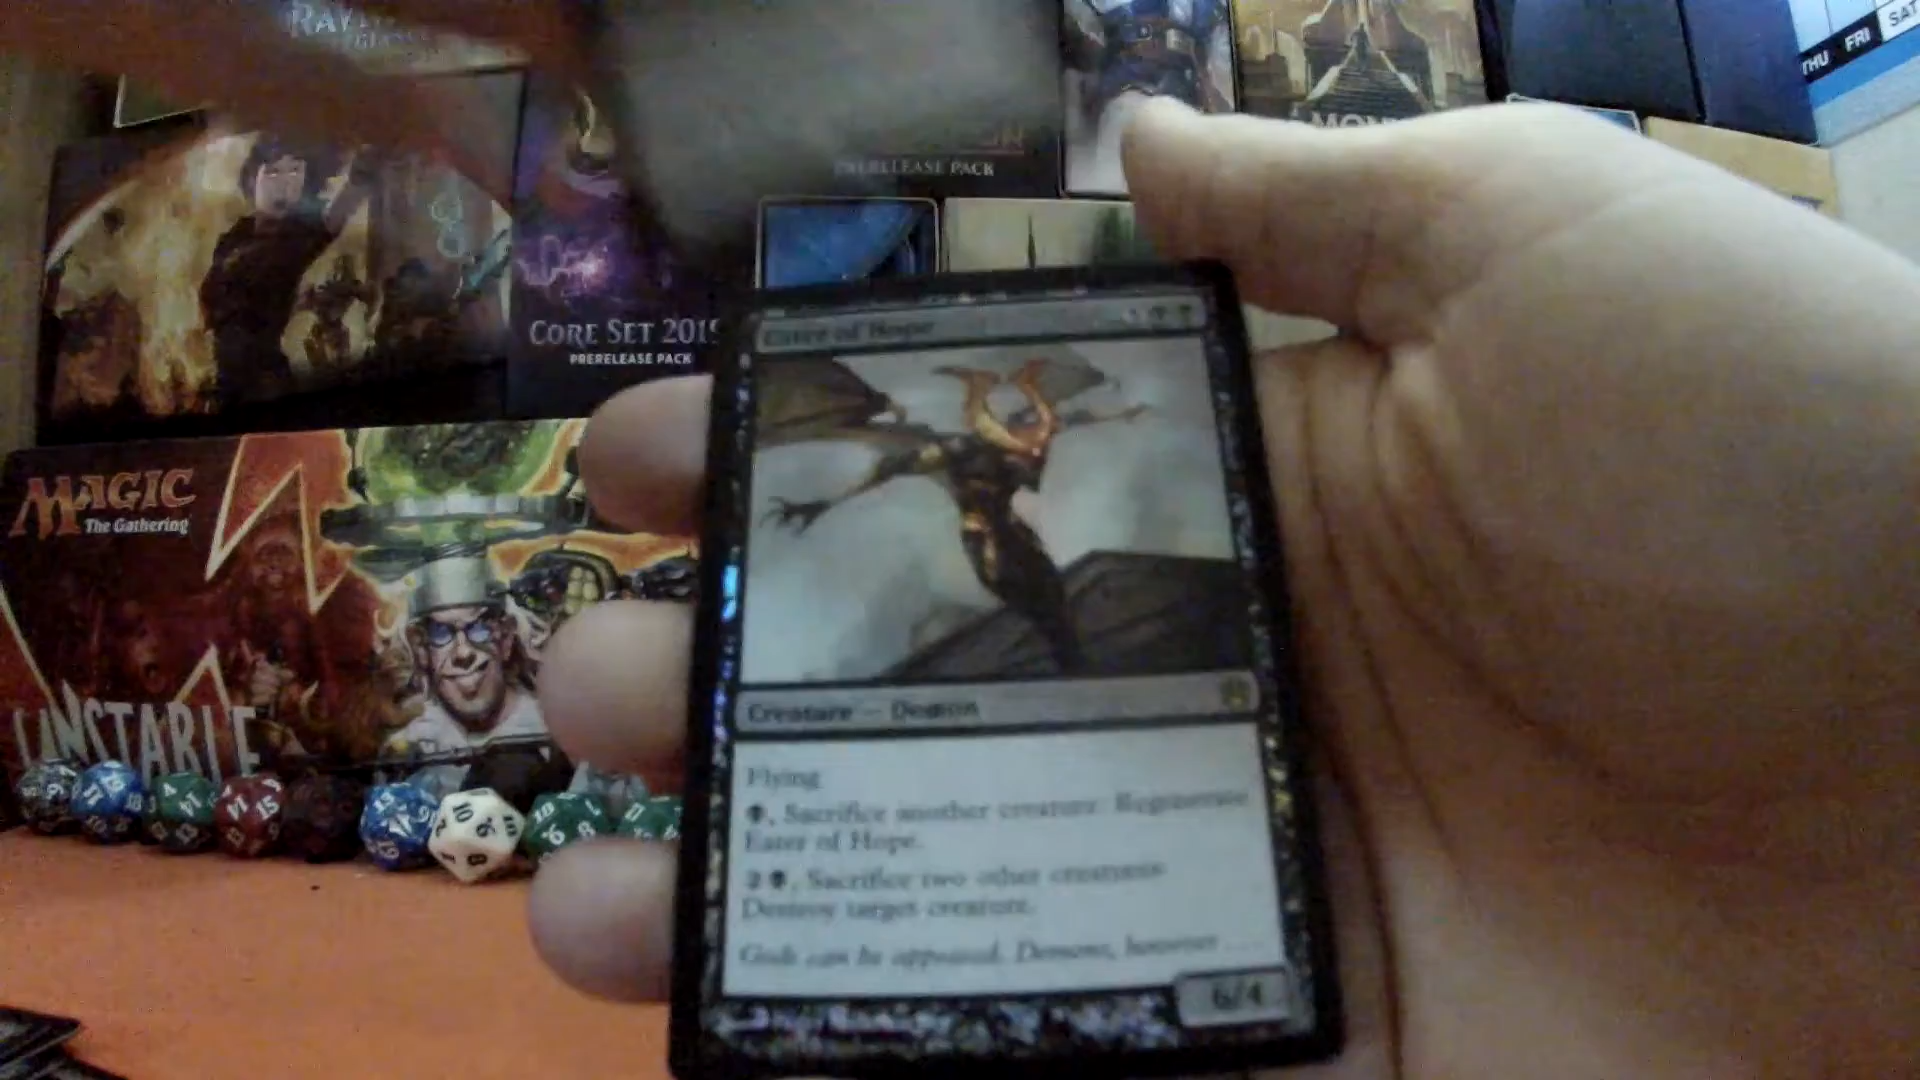 RAV
THU FRI SAT
PRERELEASE PACK
CORE SET 2019
PRERELEASE PACK
MAGIC
The Gathering
UNSTABLE
Eater of Hope
Creature — Demon
Flying
, Sacrifice another creature: Regenerate
Eater of Hope.
2 , Sacrifice two other creatures:
Destroy target creature.
Gods can be appeased. Demons, however . . .
6/4